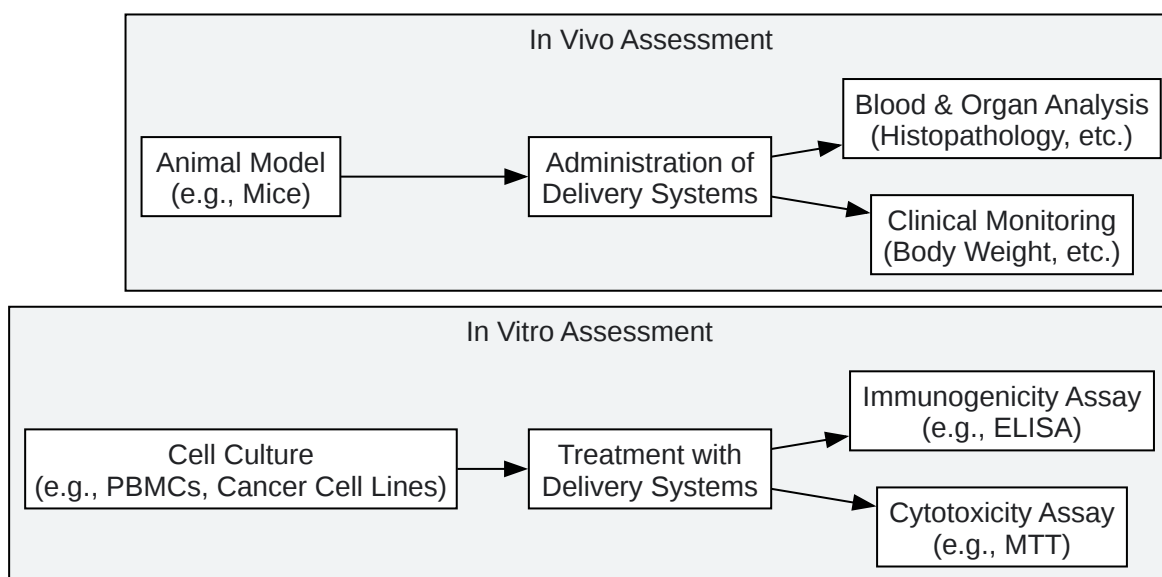 In Vivo Assessment
Animal Model
(e.g., Mice)
Administration of
Delivery Systems
Blood & Organ Analysis
(Histopathology, etc.)
Clinical Monitoring
(Body Weight, etc.)
In Vitro Assessment
Cell Culture
(e.g., PBMCs, Cancer Cell Lines)
Treatment with
Delivery Systems
Immunogenicity Assay
(e.g., ELISA)
Cytotoxicity Assay
(e.g., MTT)